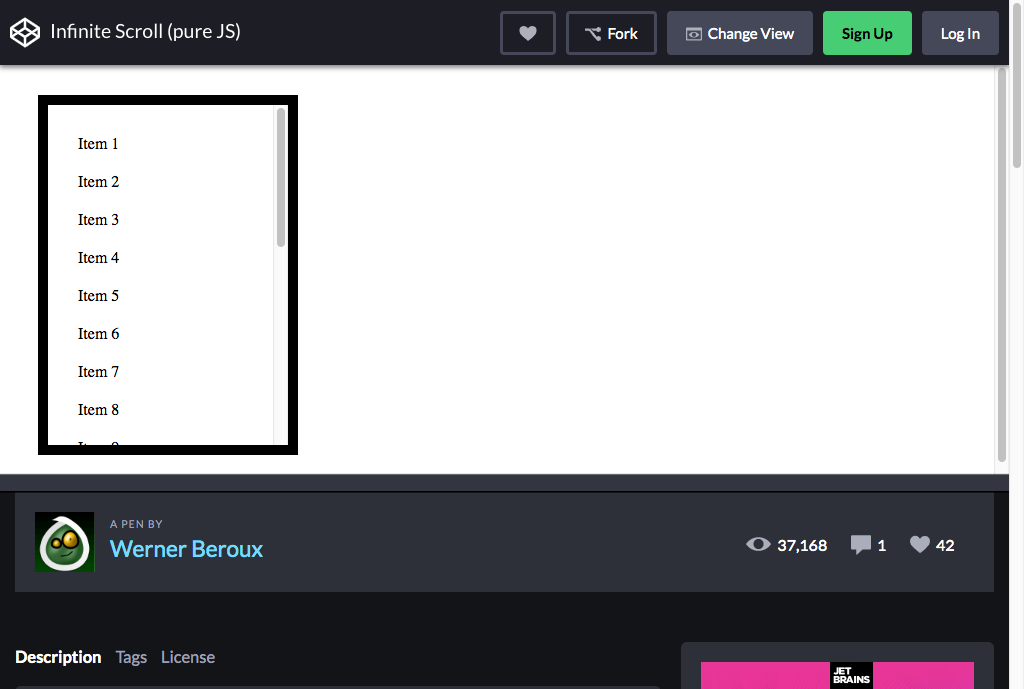 Infinite Scroll (pure JS)
Fork
Change View
Sign Up
Log In
Item 1
Item 2
Item 3
Item 4
Item 5
Item 6
Item 7
Item 8
A PEN BY
Werner Beroux
37,168
1
42
Description
Tags
License
JET
BRAINS